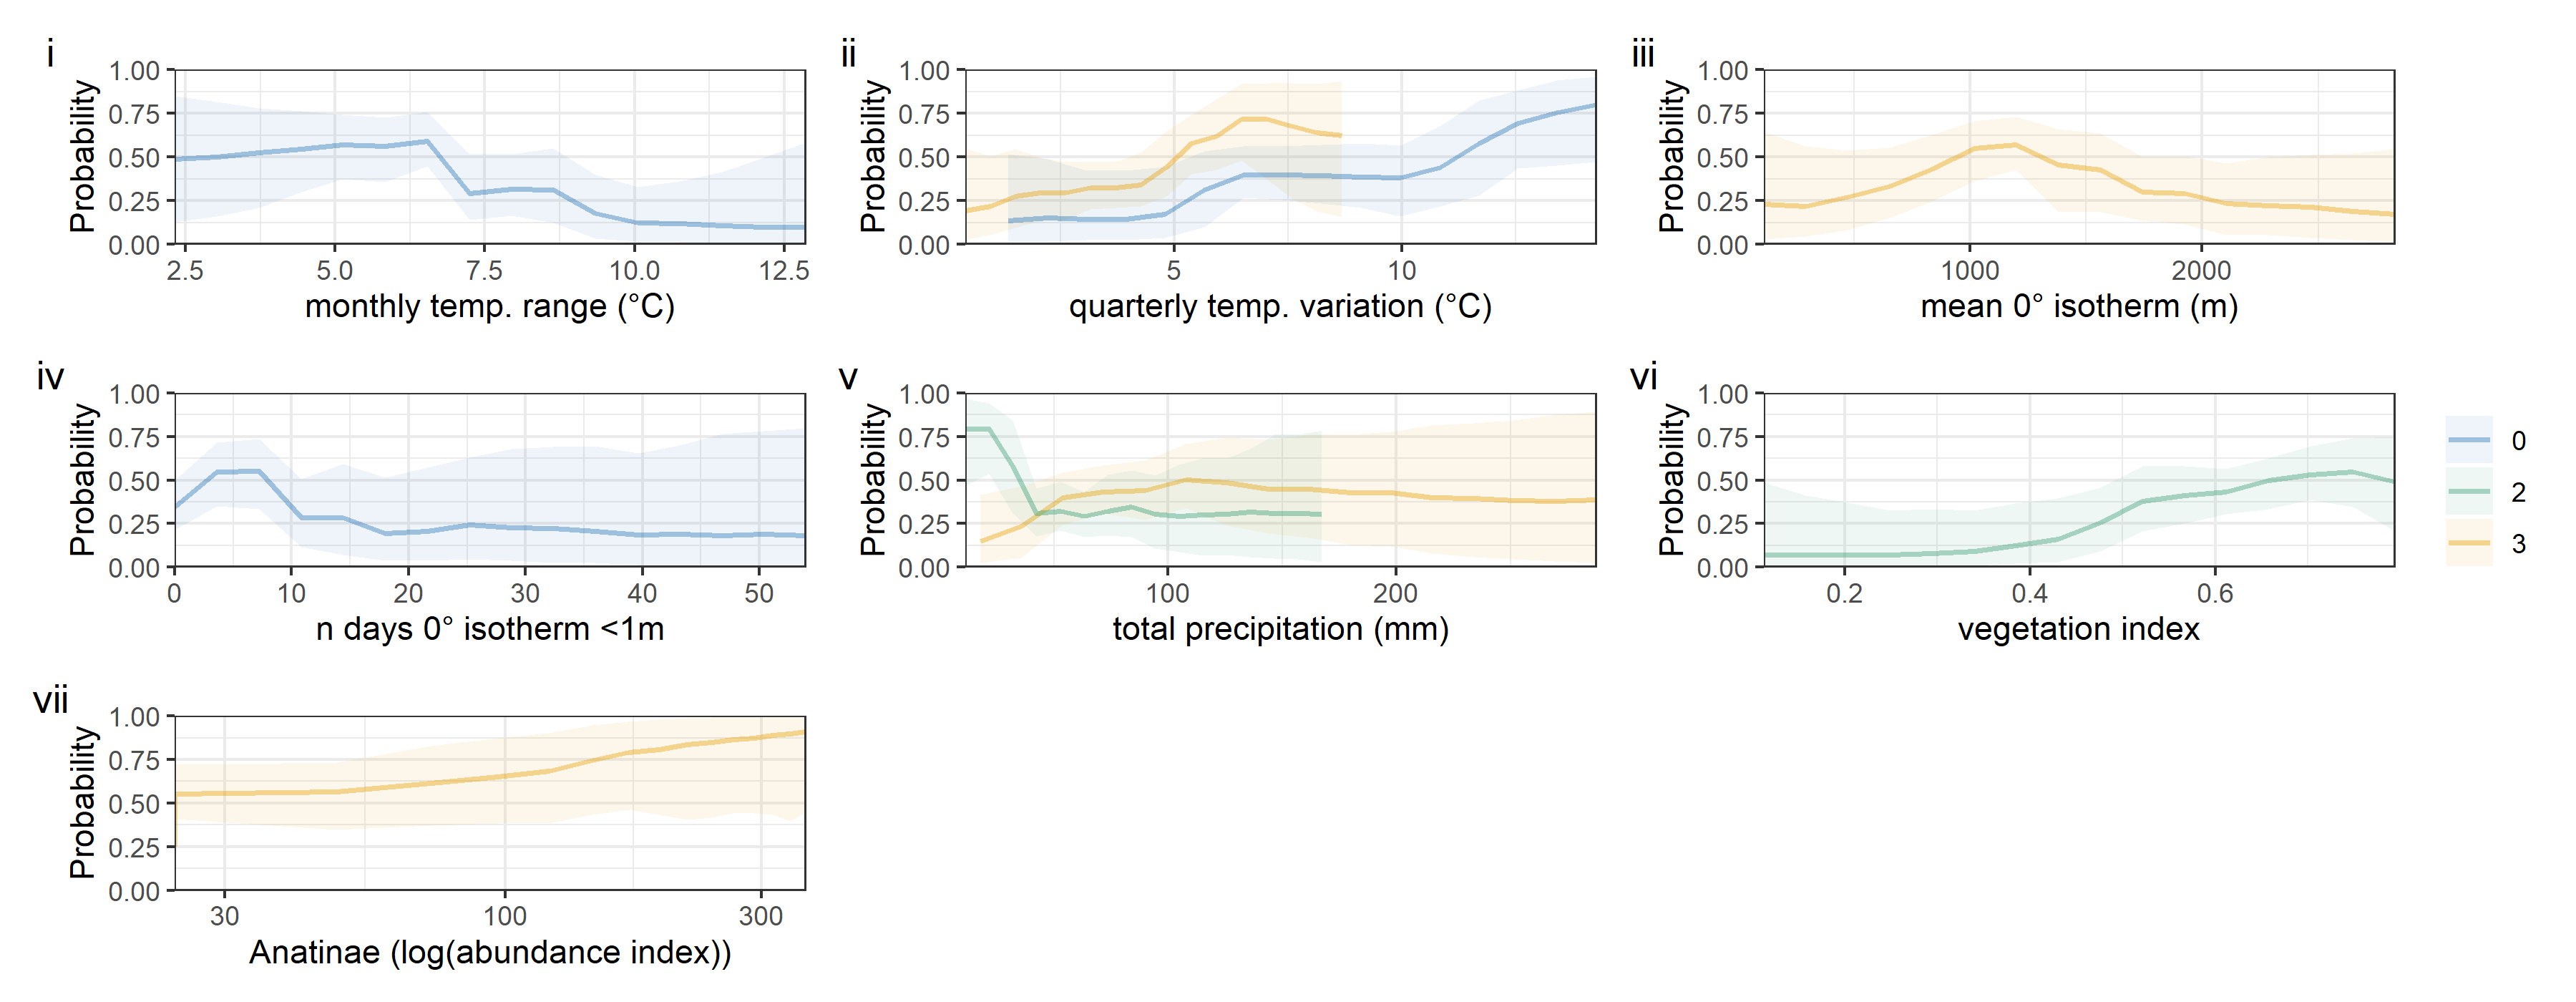 i
1.00
0.75
0.50
0.25
0.00
Probability
2.5 5.0 7.5 10.0 12.5
monthly temp. range (°C)
ii
1.00
0.75
0.50
0.25
0.00
Probability
5 10
quarterly temp. variation (°C)
iii
1.00
0.75
0.50
0.25
0.00
Probability
1000 2000
mean 0° isotherm (m)
iv
1.00
0.75
0.50
0.25
0.00
Probability
0 10 20 30 40 50
n days 0° isotherm <1m
v
1.00
0.75
0.50
0.25
0.00
Probability
100 200
total precipitation (mm)
vi
1.00
0.75
0.50
0.25
0.00
Probability
0.2 0.4 0.6
vegetation index
0
2
3
vii
1.00
0.75
0.50
0.25
0.00
Probability
30 100 300
Anatinae (log(abundance index))